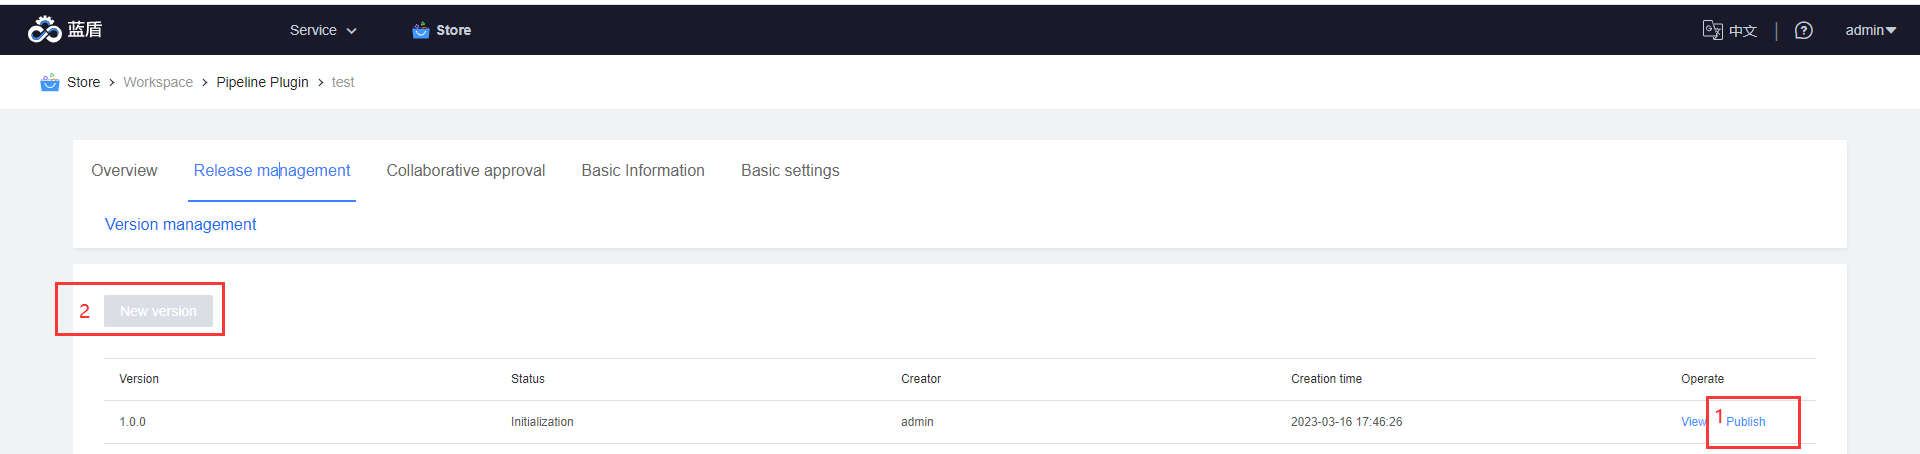 蓝盾 Service Store 中文 admin
Store > Workspace > Pipeline Plugin > test
Overview Release management Collaborative approval Basic Information Basic settings
Version management
2 New version
Version Status Creator Creation time Operate
1.0.0 Initialization admin 2023-03-16 17:46:26 View 1 Publish